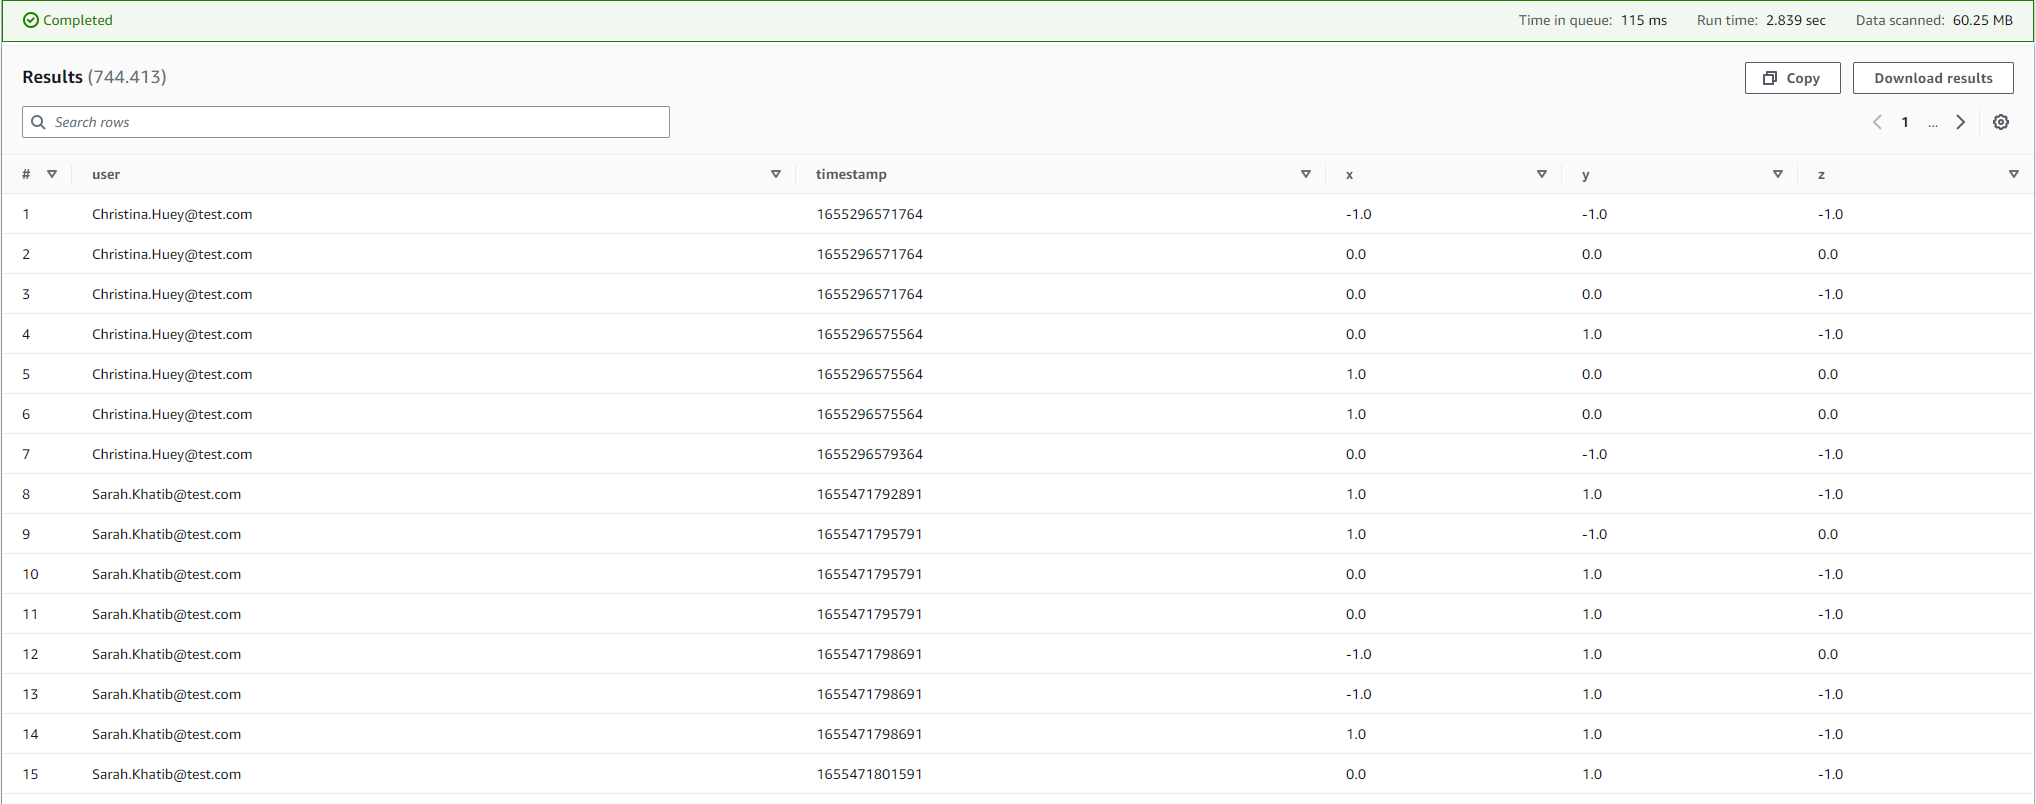 Completed Time in queue: 115 ms Run time: 2.839 sec Data scanned: 60.25 MB
Results (744.413) Copy Download results
Search rows 1 ...
# user timestamp x y z
1 Christina.Huey@test.com 1655296571764 -1.0 -1.0 -1.0
2 Christina.Huey@test.com 1655296571764 0.0 0.0 0.0
3 Christina.Huey@test.com 1655296571764 0.0 0.0 -1.0
4 Christina.Huey@test.com 1655296575564 0.0 1.0 -1.0
5 Christina.Huey@test.com 1655296575564 1.0 0.0 0.0
6 Christina.Huey@test.com 1655296575564 1.0 0.0 0.0
7 Christina.Huey@test.com 1655296579364 0.0 -1.0 -1.0
8 Sarah.Khatib@test.com 1655471792891 1.0 1.0 -1.0
9 Sarah.Khatib@test.com 1655471795791 1.0 -1.0 0.0
10 Sarah.Khatib@test.com 1655471795791 0.0 1.0 -1.0
11 Sarah.Khatib@test.com 1655471795791 0.0 1.0 -1.0
12 Sarah.Khatib@test.com 1655471798691 -1.0 1.0 0.0
13 Sarah.Khatib@test.com 1655471798691 -1.0 1.0 -1.0
14 Sarah.Khatib@test.com 1655471798691 1.0 1.0 -1.0
15 Sarah.Khatib@test.com 1655471801591 0.0 1.0 -1.0